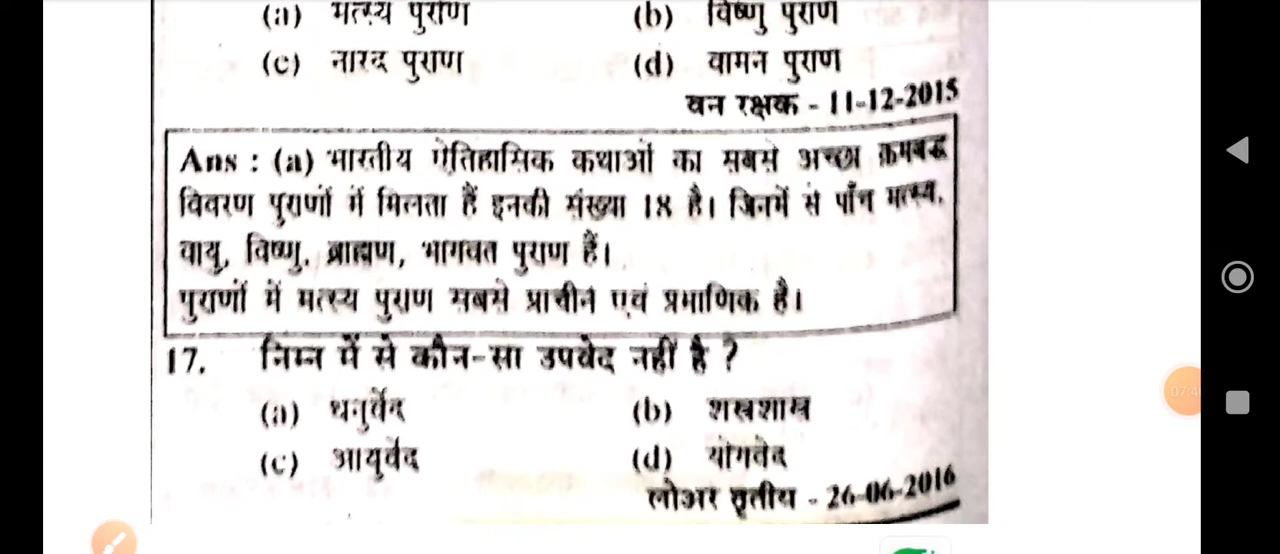 (a) मत्स्य पुराण (b) विष्णु पुराण
(c) नारद पुराण (d) वामन पुराण
वन रक्षक - 11-12-2015
Ans : (a) भारतीय ऐतिहासिक कथाओं का सबसे अच्छा क्रमबद्ध
विवरण पुराणों में मिलता हैं इनकी संख्या 18 है। जिनमें से पाँच मत्स्य,
वायु, विष्णु, ब्राह्मण, भागवत पुराण हैं।
पुराणों में मत्स्य पुराण सबसे प्राचीन एवं प्रमाणिक है।
17. निम्न में से कौन-सा उपवेद नहीं है ?
(a) धनुर्वेद (b) शस्त्रशास्त्र
(c) आयुर्वेद (d) योगवेद
लोअर तृतीय - 26-06-2016